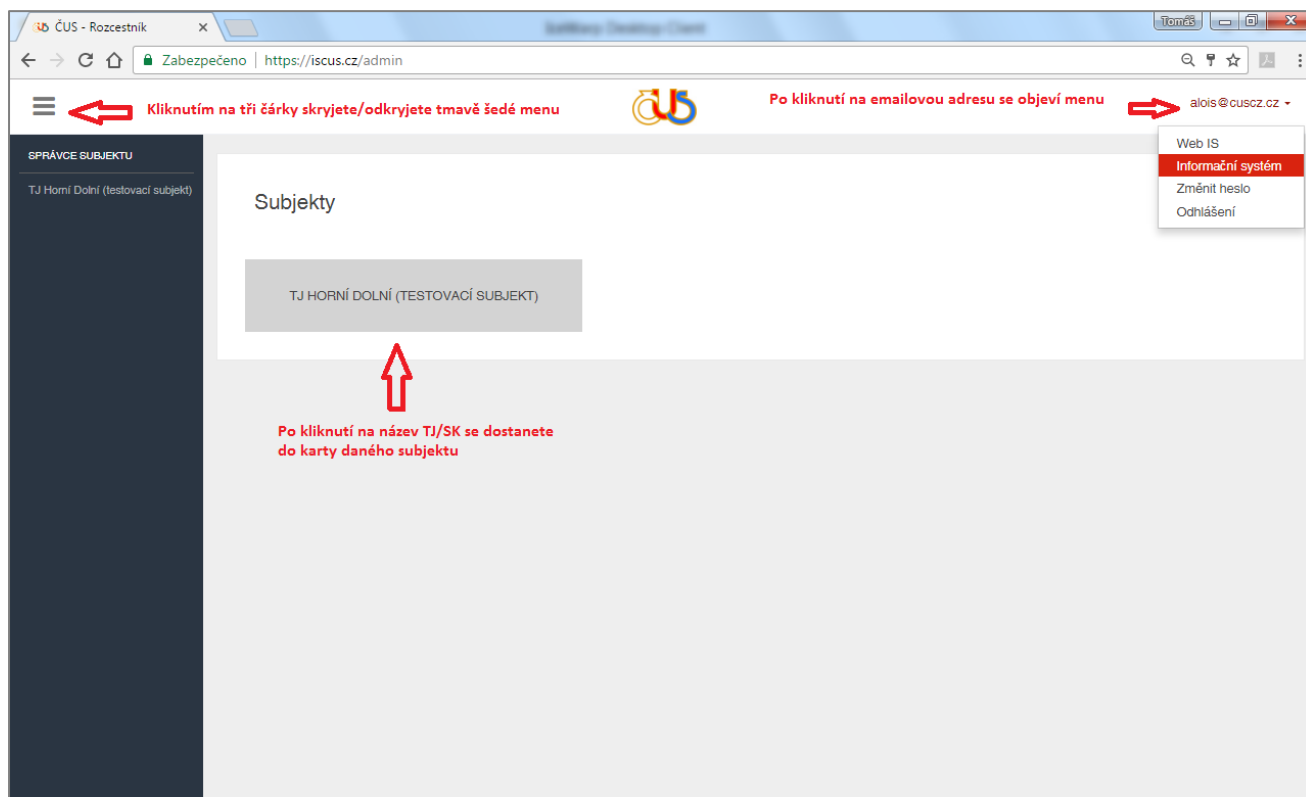 ČUS - Rozcestník
Tomáš
Zabezpečeno | https://iscus.cz/admin
Kliknutím na tři čárky skryjete/odkryjete tmavě šedé menu
ČUS
Po kliknutí na emailovou adresu se objeví menu
alois@cuscz.cz
SPRÁVCE SUBJEKTU
TJ Horní Dolní (testovací subjekt)
Web IS
Informační systém
Změnit heslo
Odhlášení
Subjekty
TJ HORNÍ DOLNÍ (TESTOVACÍ SUBJEKT)
Po kliknutí na název TJ/SK se dostanete
do karty daného subjektu